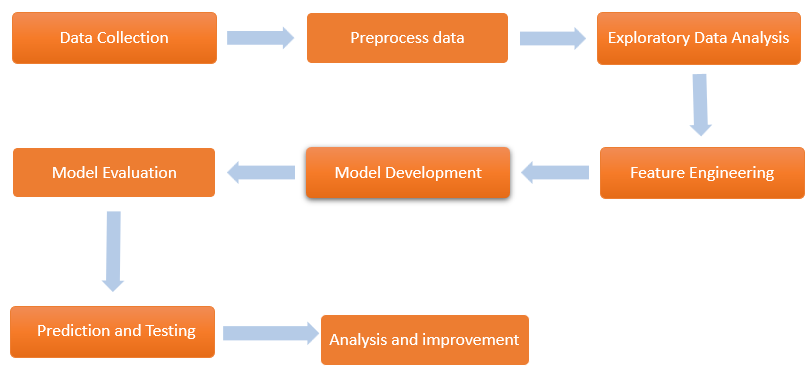 Data Collection
Preprocess data
Exploratory Data Analysis
Feature Engineering
Model Development
Model Evaluation
Prediction and Testing
Analysis and improvement